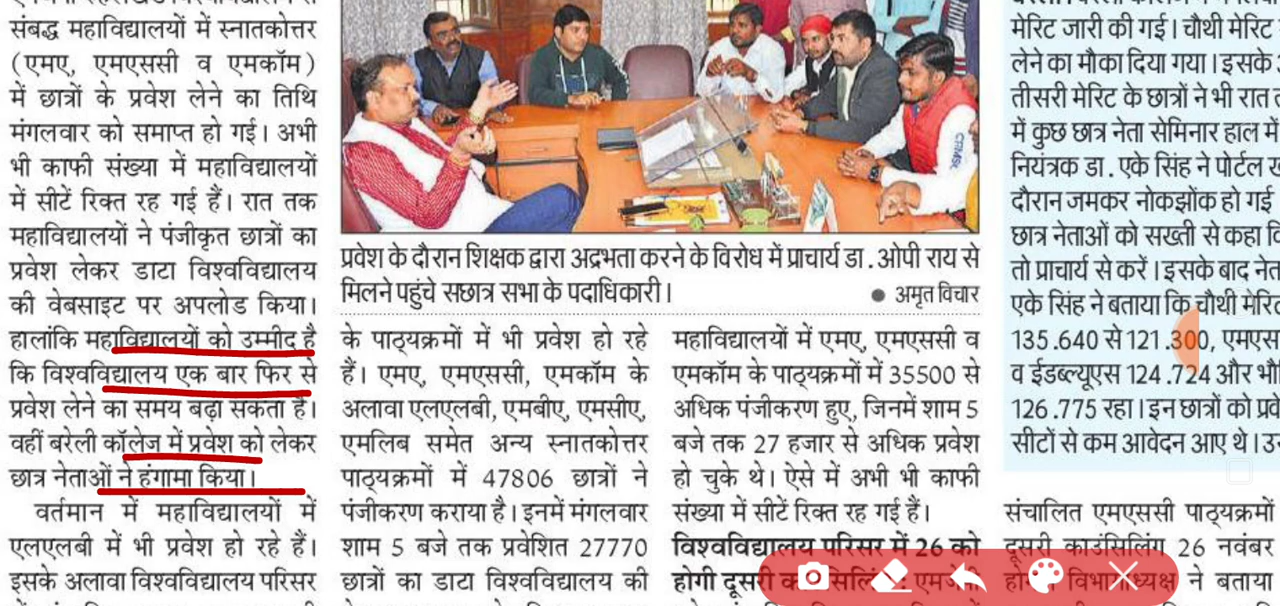 संबद्ध महाविद्यालयों में स्नातकोत्तर
(एमए, एमएससी व एमकॉम)
में छात्रों के प्रवेश लेने का तिथि
मंगलवार को समाप्त हो गई। अभी
भी काफी संख्या में महाविद्यालयों
में सीटें रिक्त रह गई हैं। रात तक
महाविद्यालयों ने पंजीकृत छात्रों का
प्रवेश लेकर डाटा विश्वविद्यालय
की वेबसाइट पर अपलोड किया।
हालांकि महाविद्यालयों को उम्मीद है
कि विश्वविद्यालय एक बार फिर से
प्रवेश लेने का समय बढ़ा सकता है।
वहीं बरेली कॉलेज में प्रवेश को लेकर
छात्र नेताओं ने हंगामा किया।
वर्तमान में महाविद्यालयों में
एलएलबी में भी प्रवेश हो रहे हैं।
इसके अलावा विश्वविद्यालय परिसर
प्रवेश के दौरान शिक्षक द्वारा अद्रभता करने के विरोध में प्राचार्य डा. ओपी राय से
मिलने पहुंचे सछात्र सभा के पदाधिकारी।
● अमृत विचार
के पाठ्यक्रमों में भी प्रवेश हो रहे
हैं। एमए, एमएससी, एमकॉम के
अलावा एलएलबी, एमबीए, एमसीए,
एमलिब समेत अन्य स्नातकोत्तर
पाठ्यक्रमों में 47806 छात्रों ने
पंजीकरण कराया है। इनमें मंगलवार
शाम 5 बजे तक प्रवेशित 27770
छात्रों का डाटा विश्वविद्यालय की
महाविद्यालयों में एमए, एमएससी व
एमकॉम के पाठ्यक्रमों में 35500 से
अधिक पंजीकरण हुए, जिनमें शाम 5
बजे तक 27 हजार से अधिक प्रवेश
हो चुके थे। ऐसे में अभी भी काफी
संख्या में सीटें रिक्त रह गई हैं।
विश्वविद्यालय परिसर में 26 को
होगी दूसरी
मेरिट जारी की गई। चौथी मेरिट
लेने का मौका दिया गया। इसके
तीसरी मेरिट के छात्रों ने भी रात
में कुछ छात्र नेता सेमिनार हाल में
नियंत्रक डा. एके सिंह ने पोर्टल
दौरान जमकर नोकझोंक हो गई
छात्र नेताओं को सख्ती से कहा
तो प्राचार्य से करें। इसके बाद
एके सिंह ने बताया कि चौथी मेरिट
135.640 से 121.300,
व ईडब्ल्यूएस 124.724 और
126.775 रहा। इन छात्रों को
सीटों से कम आवेदन आए थे।
संचालित एमएससी पाठ्यक्रमों
दूसरी काउंसिलिंग 26 नवंबर
विभागाध्यक्ष ने बताया